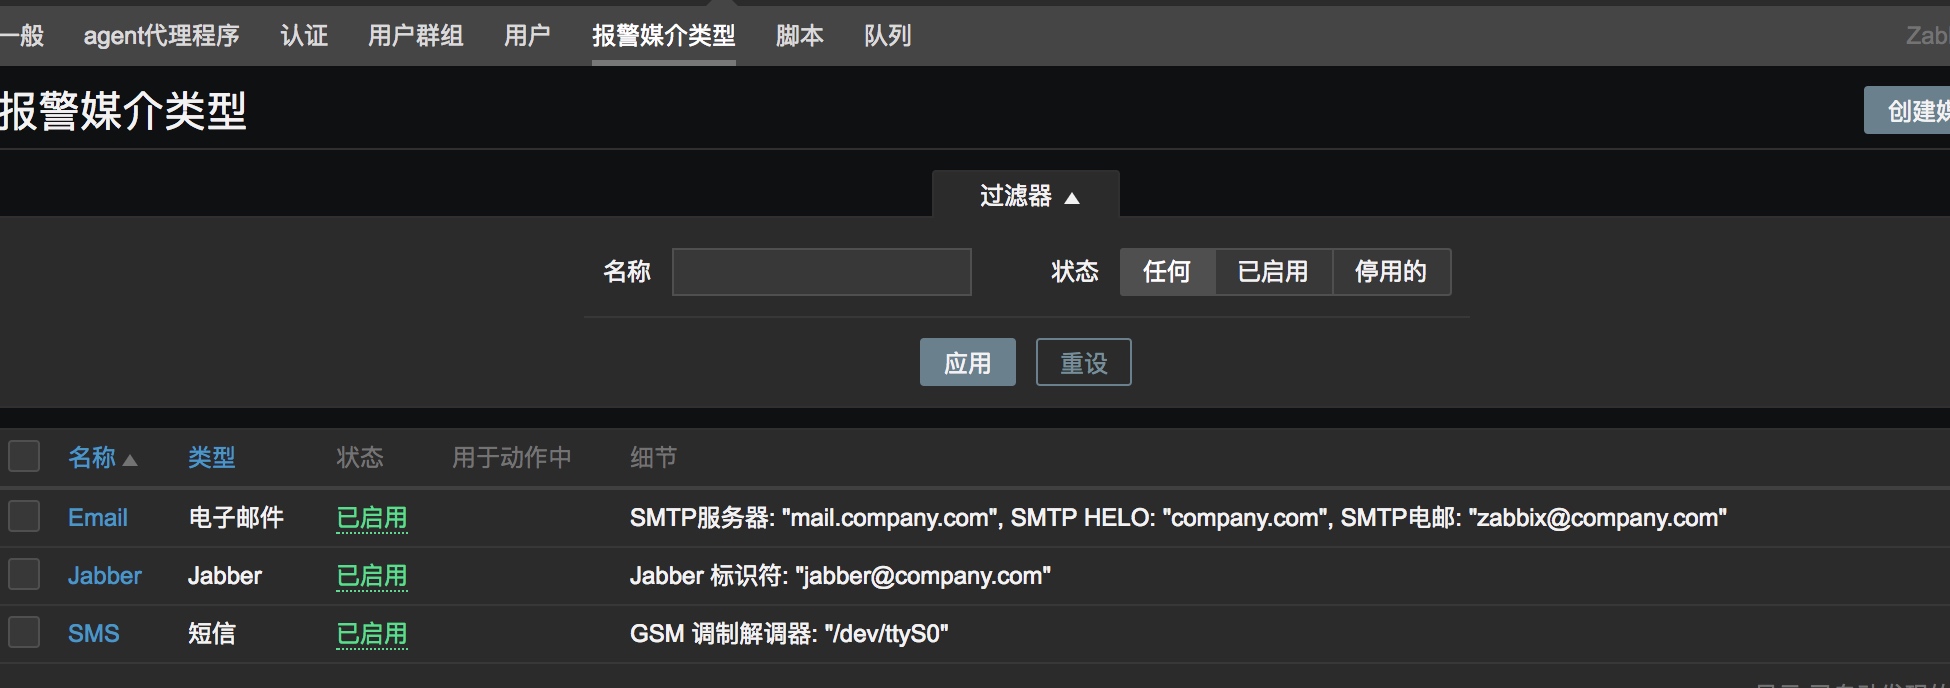 一般 agent代理程序 认证 用户群组 用户 报警媒介类型 脚本 队列 Zab
报警媒介类型 创建媒
过滤器 ▲
名称 状态 任何 已启用 停用的
应用 重设
名称 ▲ 类型 状态 用于动作中 细节
Email 电子邮件 已启用 SMTP服务器: "mail.company.com", SMTP HELO: "company.com", SMTP电邮: "zabbix@company.com"
Jabber Jabber 已启用 Jabber 标识符: "jabber@company.com"
SMS 短信 已启用 GSM 调制解调器: "/dev/ttyS0"